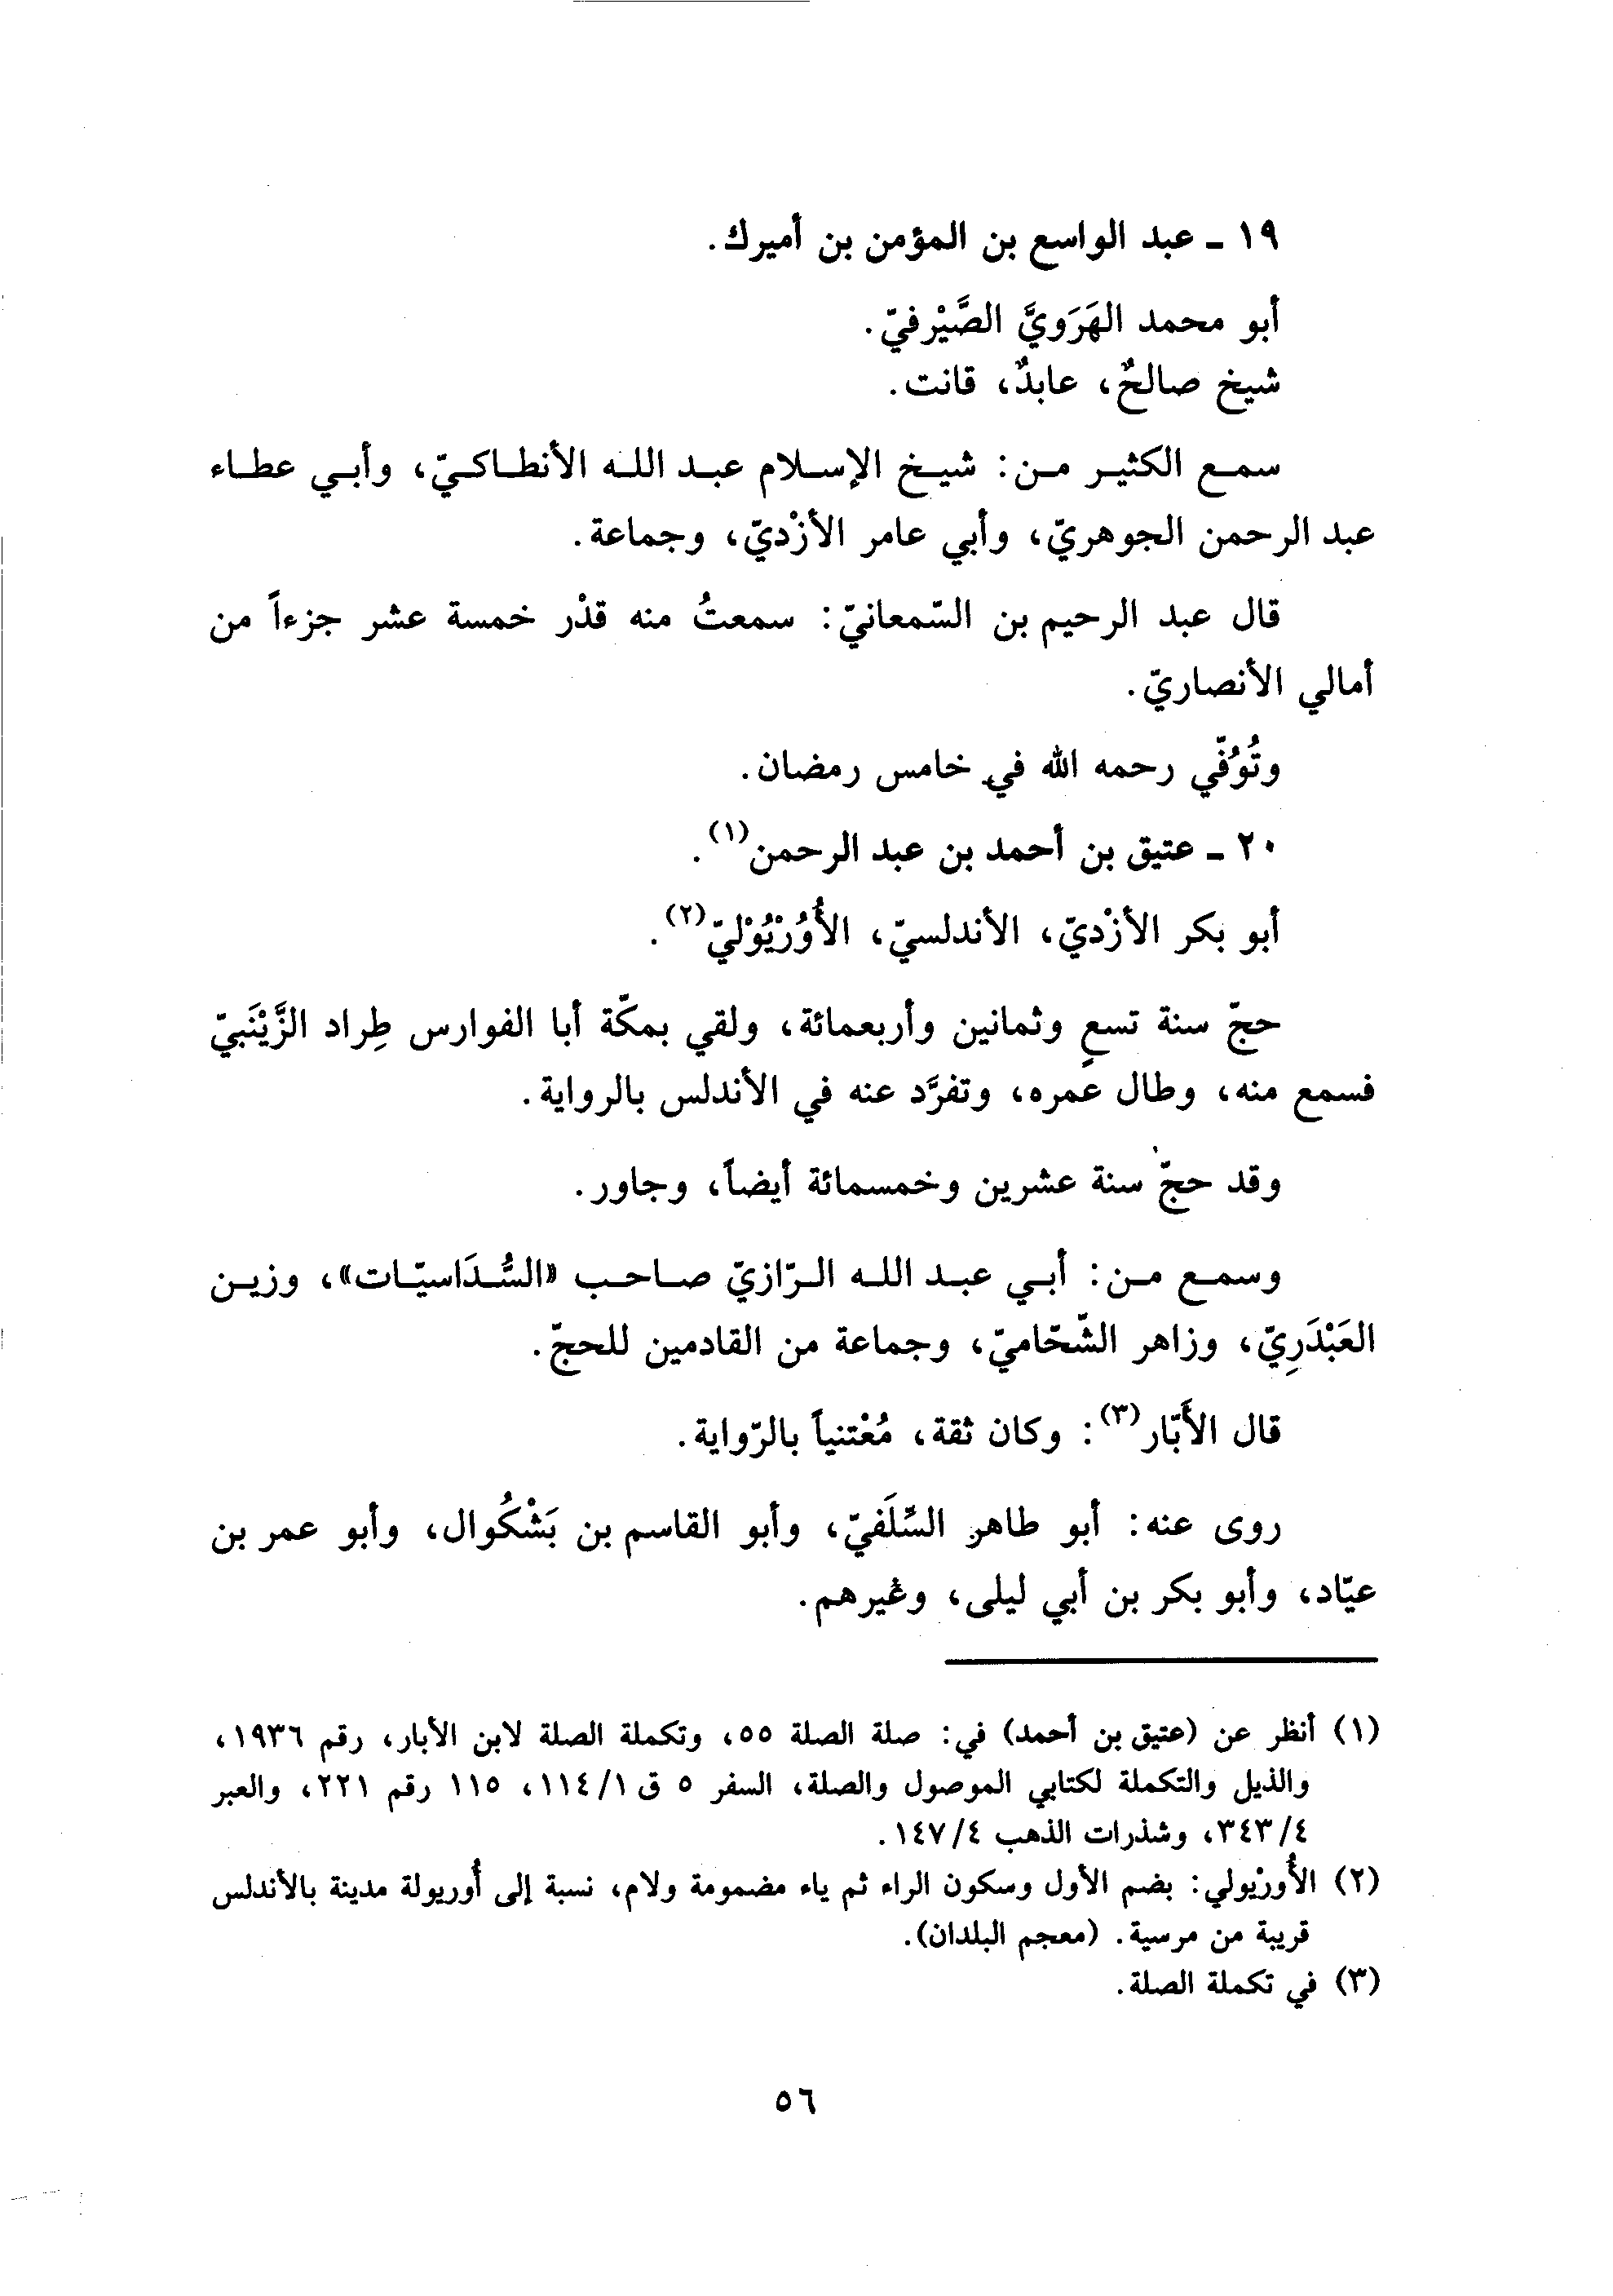 ١٩ ـ عبد الواسع بن المؤمن بن أميرك.
أبو محمد الهَرَويَّ الصَّيْرفيّ.
شيخ صالحٌ، عابدٌ، قانت.
سمع الكثير من: شيخ الإسلام عبد الله الأنطاكيّ، وأبي عطاء
عبد الرحمن الجوهريّ، وأبي عامر الأزْديّ، وجماعة.
قال عبد الرحيم بن السّمعانيّ: سمعتُ منه قدْر خمسة عشر جزءاً من
أمالي الأنصاريّ.
وتُوُفّي رحمه الله في خامس رمضان.
٢٠ ـ عتيق بن أحمد بن عبد الرحمن(١).
أبو بكر الأزْديّ، الأندلسيّ، الأُوُرْيُوْليّ(٢).
حجّ سنة تسعٍ وثمانين وأربعمائة، ولقي بمكّة أبا الفوارس طِراد الزَّيْنَبيّ
فسمع منه، وطال عمره، وتفرَّد عنه في الأندلس بالرواية.
وقد حجّ سنة عشرين وخمسمائة أيضاً، وجاور.
وسمع من: أبي عبد الله الرّازيّ صاحب «السُّدَاسيّات»، وزين
العَبْدَرِيّ، وزاهر الشّحّاميّ، وجماعة من القادمين للحجّ.
قال الأَبّار(٣): وكان ثقة، مُعْتنياً بالرّواية.
روى عنه: أبو طاهر السِّلَفيّ، وأبو القاسم بن بَشْكُوال، وأبو عمر بن
عيّاد، وأبو بكر بن أبي ليلى، وغيرهم.
(١) أنظر عن (عتيق بن أحمد) في: صلة الصلة ٥٥، وتكملة الصلة لابن الأبار، رقم ١٩٣٦،
والذيل والتكملة لكتابي الموصول والصلة، السفر ٥ ق ١/ ١١٤، ١١٥ رقم ٢٢١، والعبر
٤/ ٣٤٣، وشذرات الذهب ٤/ ١٤٧.
(٢) الأُورْيولي: بضم الأول وسكون الراء ثم ياء مضمومة ولام، نسبة إلى أُوريولة مدينة بالأندلس
قريبة من مرسية. (معجم البلدان).
(٣) في تكملة الصلة.
٥٦